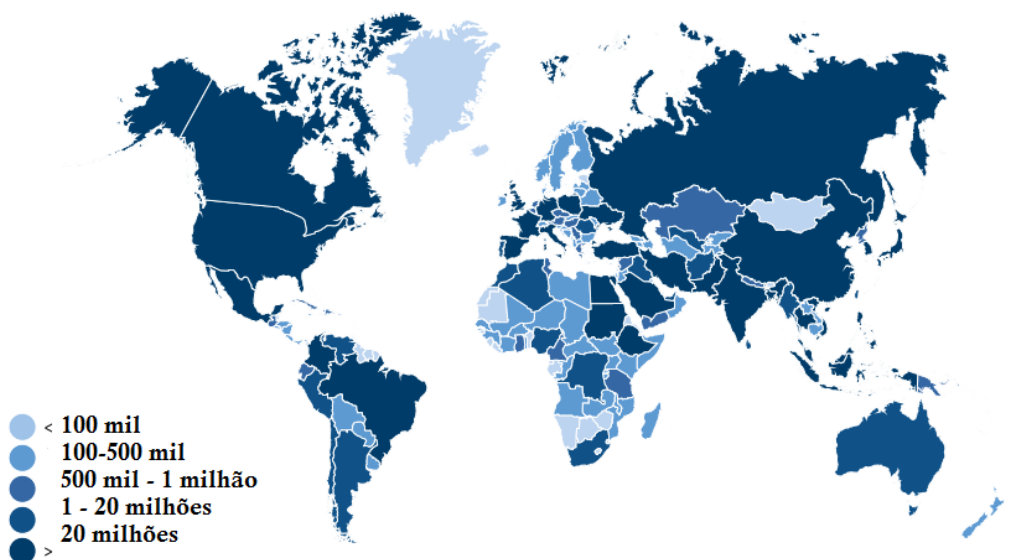 < 100 mil
100-500 mil
500 mil - 1 milhão
1 - 20 milhões
20 milhões
>